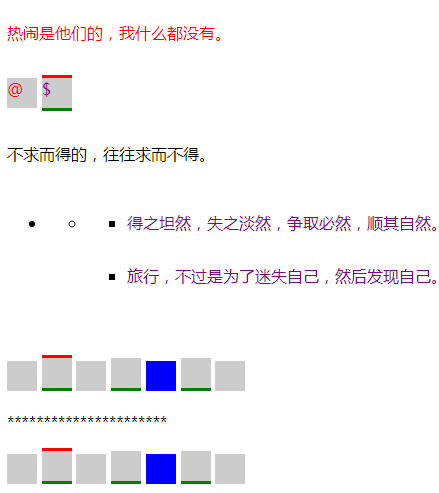 热闹是他们的，我什么都没有。
@ $
不求而得的，往往求而不得。
得之坦然，失之淡然，争取必然，顺其自然。
旅行，不过是为了迷失自己，然后发现自己。
***********************